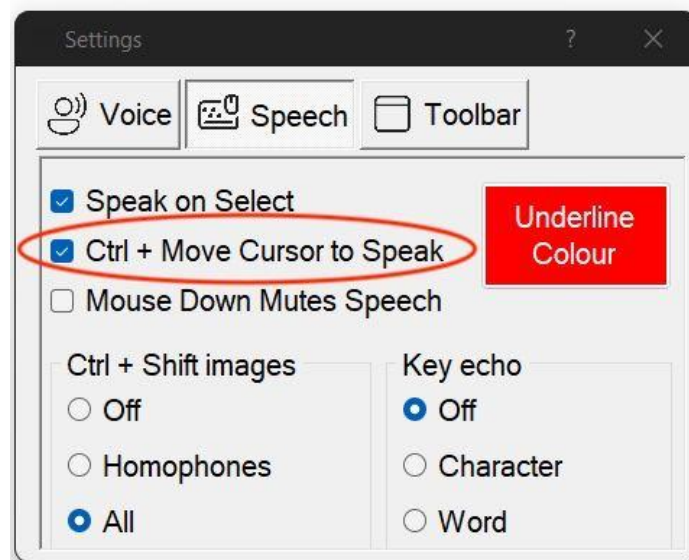 Settings
Voice
Speech
Toolbar
Speak on Select
Ctrl + Move Cursor to Speak
Mouse Down Mutes Speech
Underline
Colour
Ctrl + Shift images
Off
Homophones
All
Key echo
Off
Character
Word